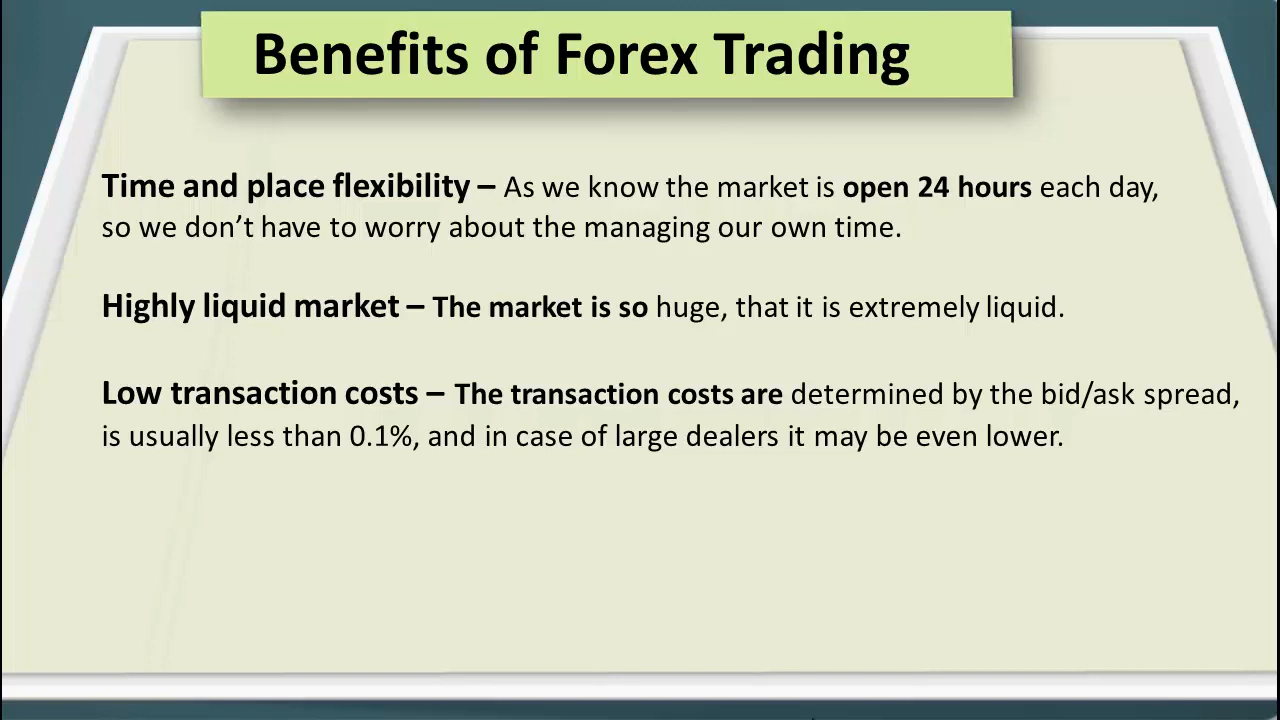 Benefits of Forex Trading
Time and place flexibility – As we know the market is open 24 hours each day,
so we don’t have to worry about the managing our own time.
Highly liquid market – The market is so huge, that it is extremely liquid.
Low transaction costs – The transaction costs are determined by the bid/ask spread,
is usually less than 0.1%, and in case of large dealers it may be even lower.